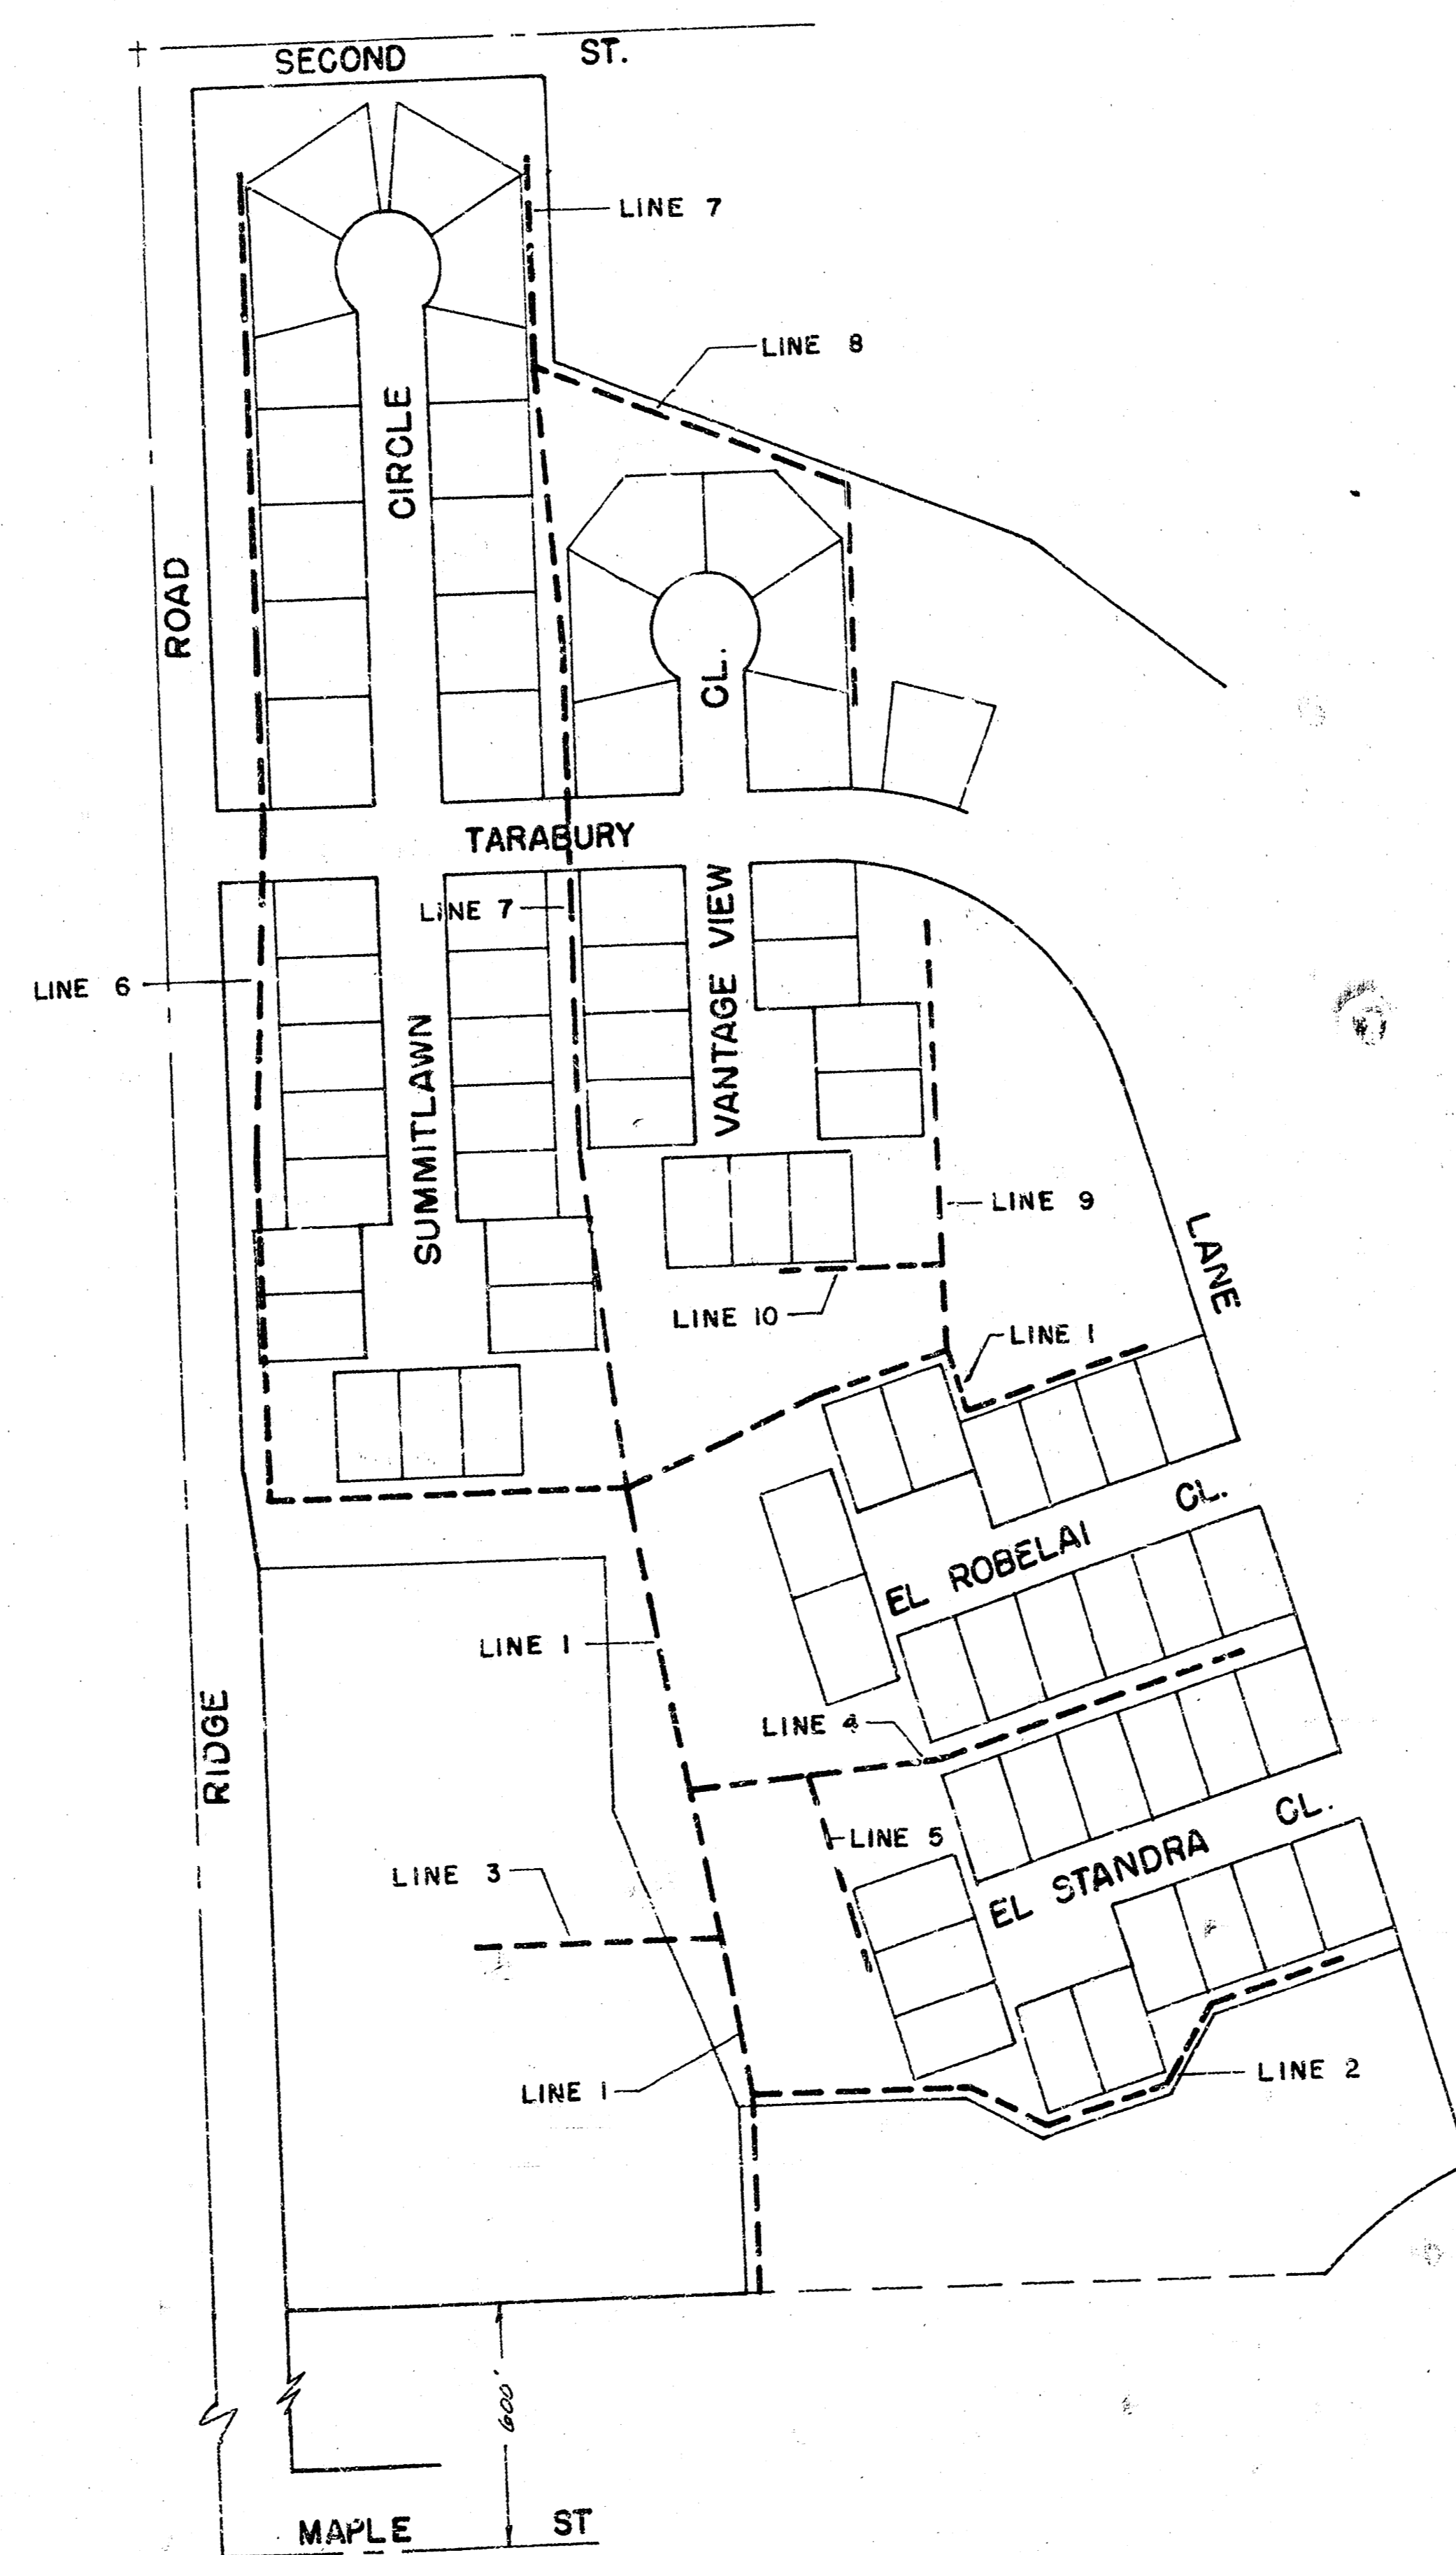 SECOND ST.
LINE 7
LINE 8
CIRCLE
ROAD
CL.
TARABURY
LINE 7
VANTAGE VIEW
LINE 6
SUMMITLAWN
LINE 9
LANE
LINE 10
LINE 1
CL.
EL ROBELAI
LINE 1
RIDGE
LINE 4
CL.
LINE 5
EL STANDRA
LINE 3
LINE 2
LINE 1
600'
MAPLE ST